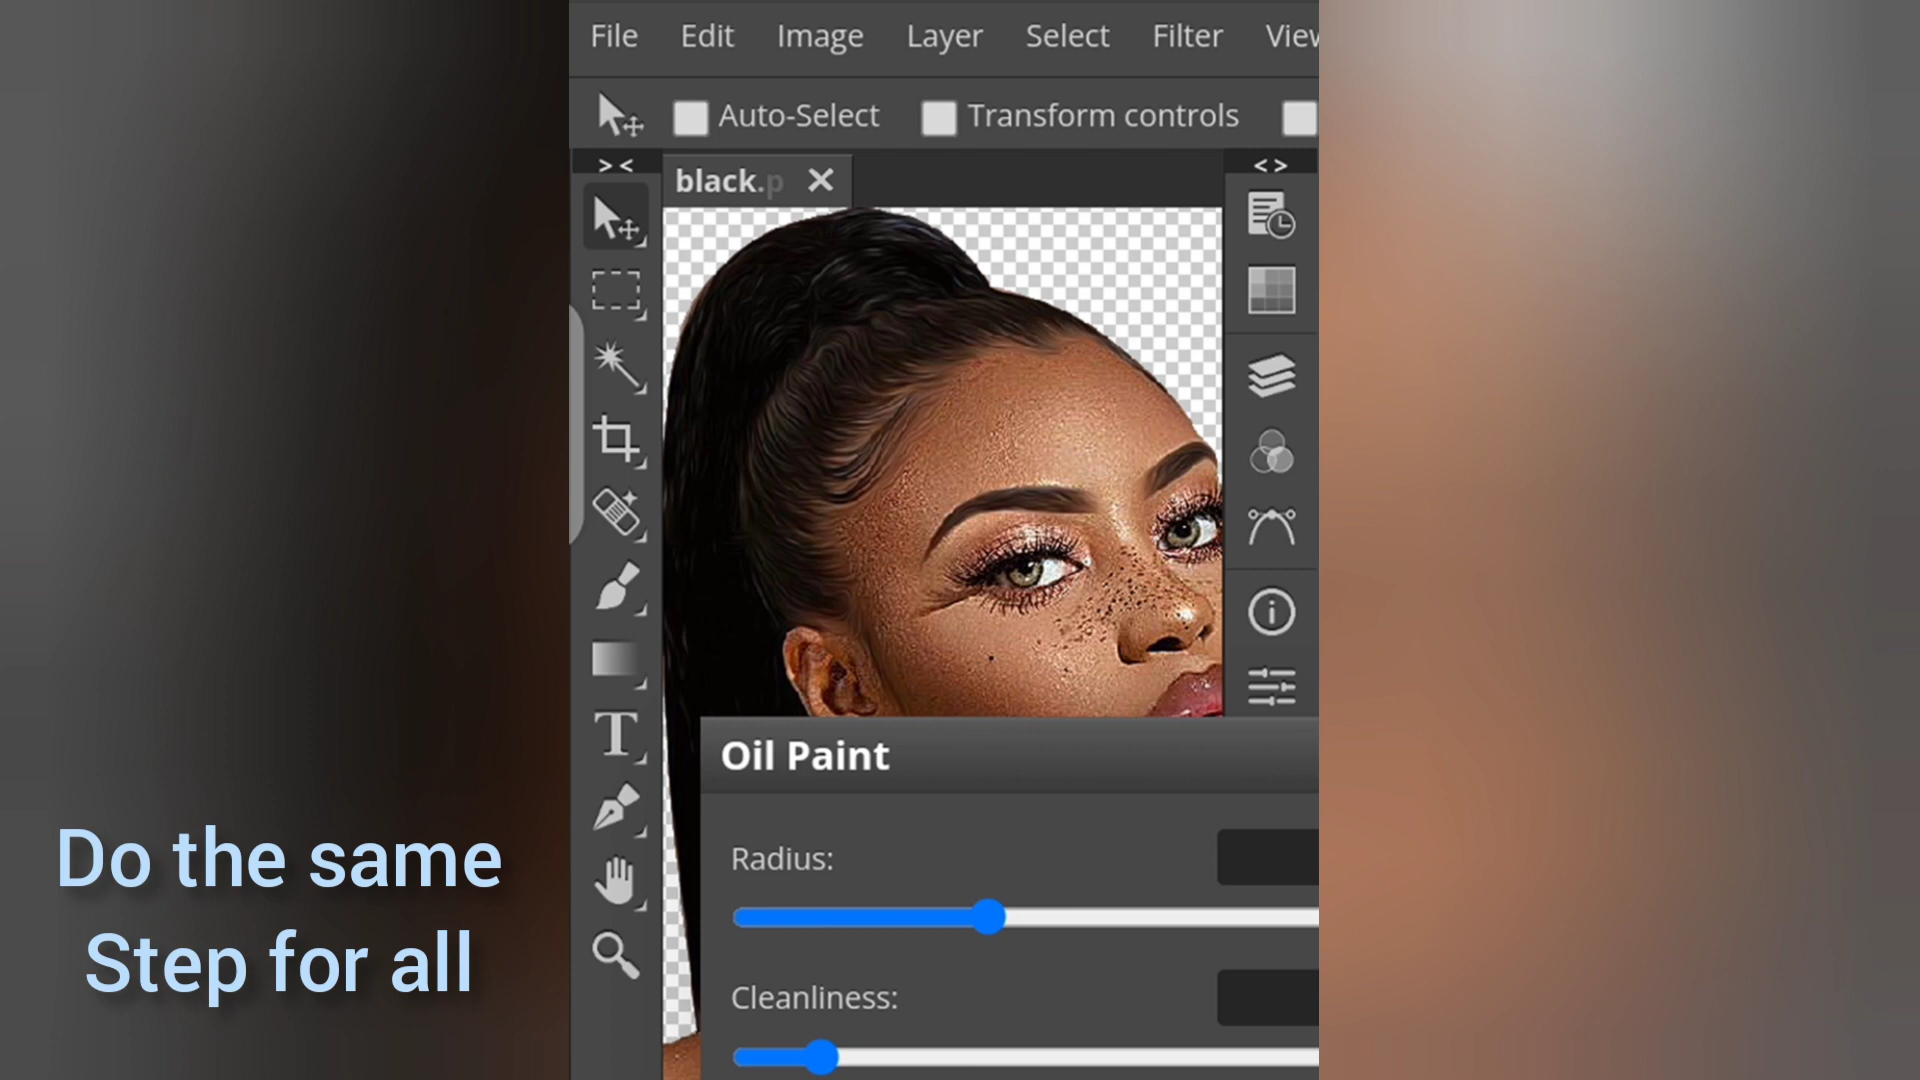 File Edit Image Layer Select Filter View
Auto-Select Transform controls
> < black.p ✕ < >
T
Oil Paint
Radius:
Cleanliness:
Do the same
Step for all